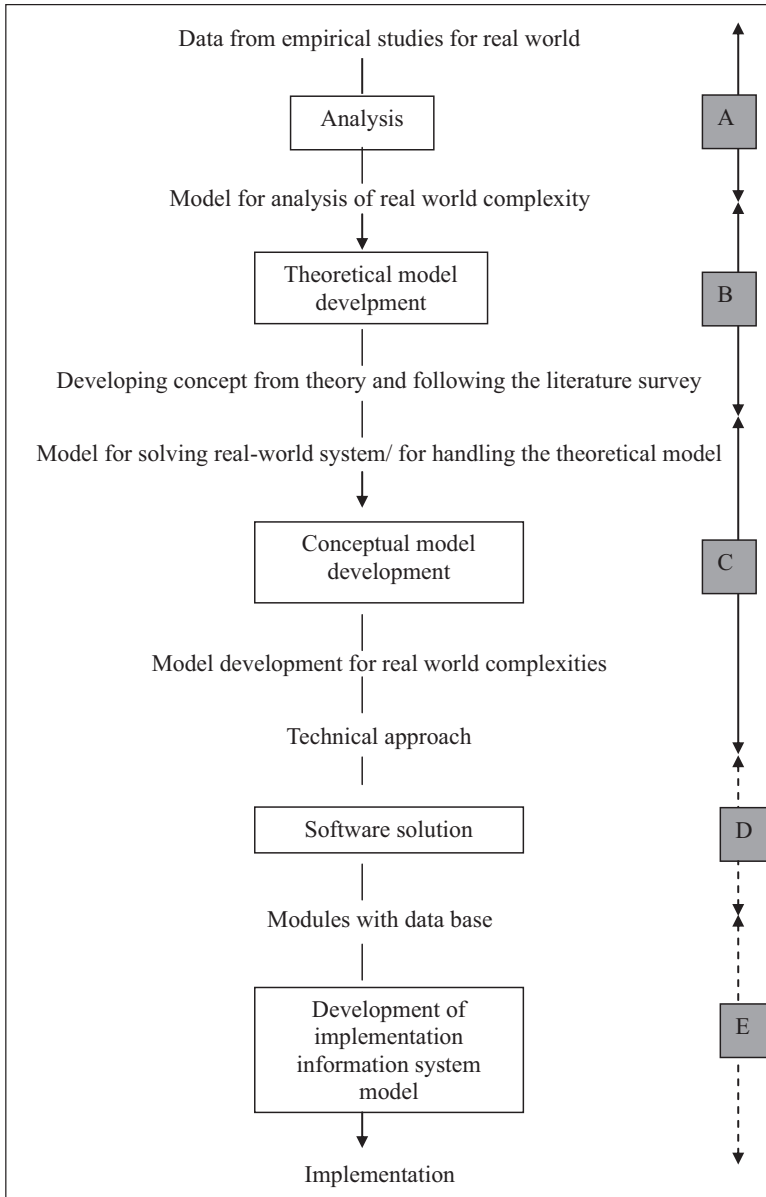 Data from empirical studies for real world
Analysis
A
Model for analysis of real world complexity
Theoretical model
develpment
B
Developing concept from theory and following the literature survey
Model for solving real-world system/ for handling the theoretical model
Conceptual model
development
C
Model development for real world complexities
Technical approach
Software solution
D
Modules with data base
Development of
implementation
information system
model
E
Implementation